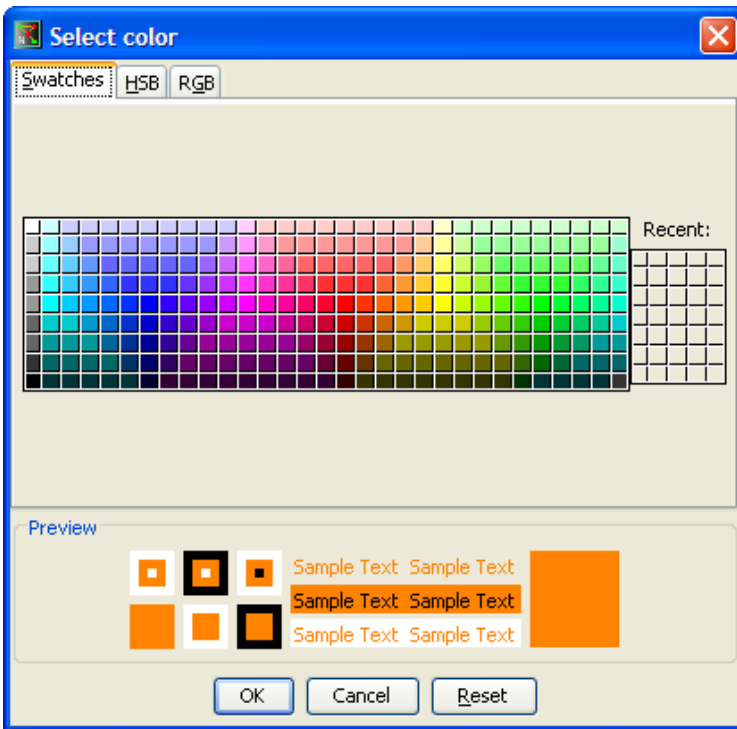 Select color
Swatches HSB RGB
Recent:
Preview
Sample Text Sample Text
Sample Text Sample Text
Sample Text Sample Text
OK Cancel Reset